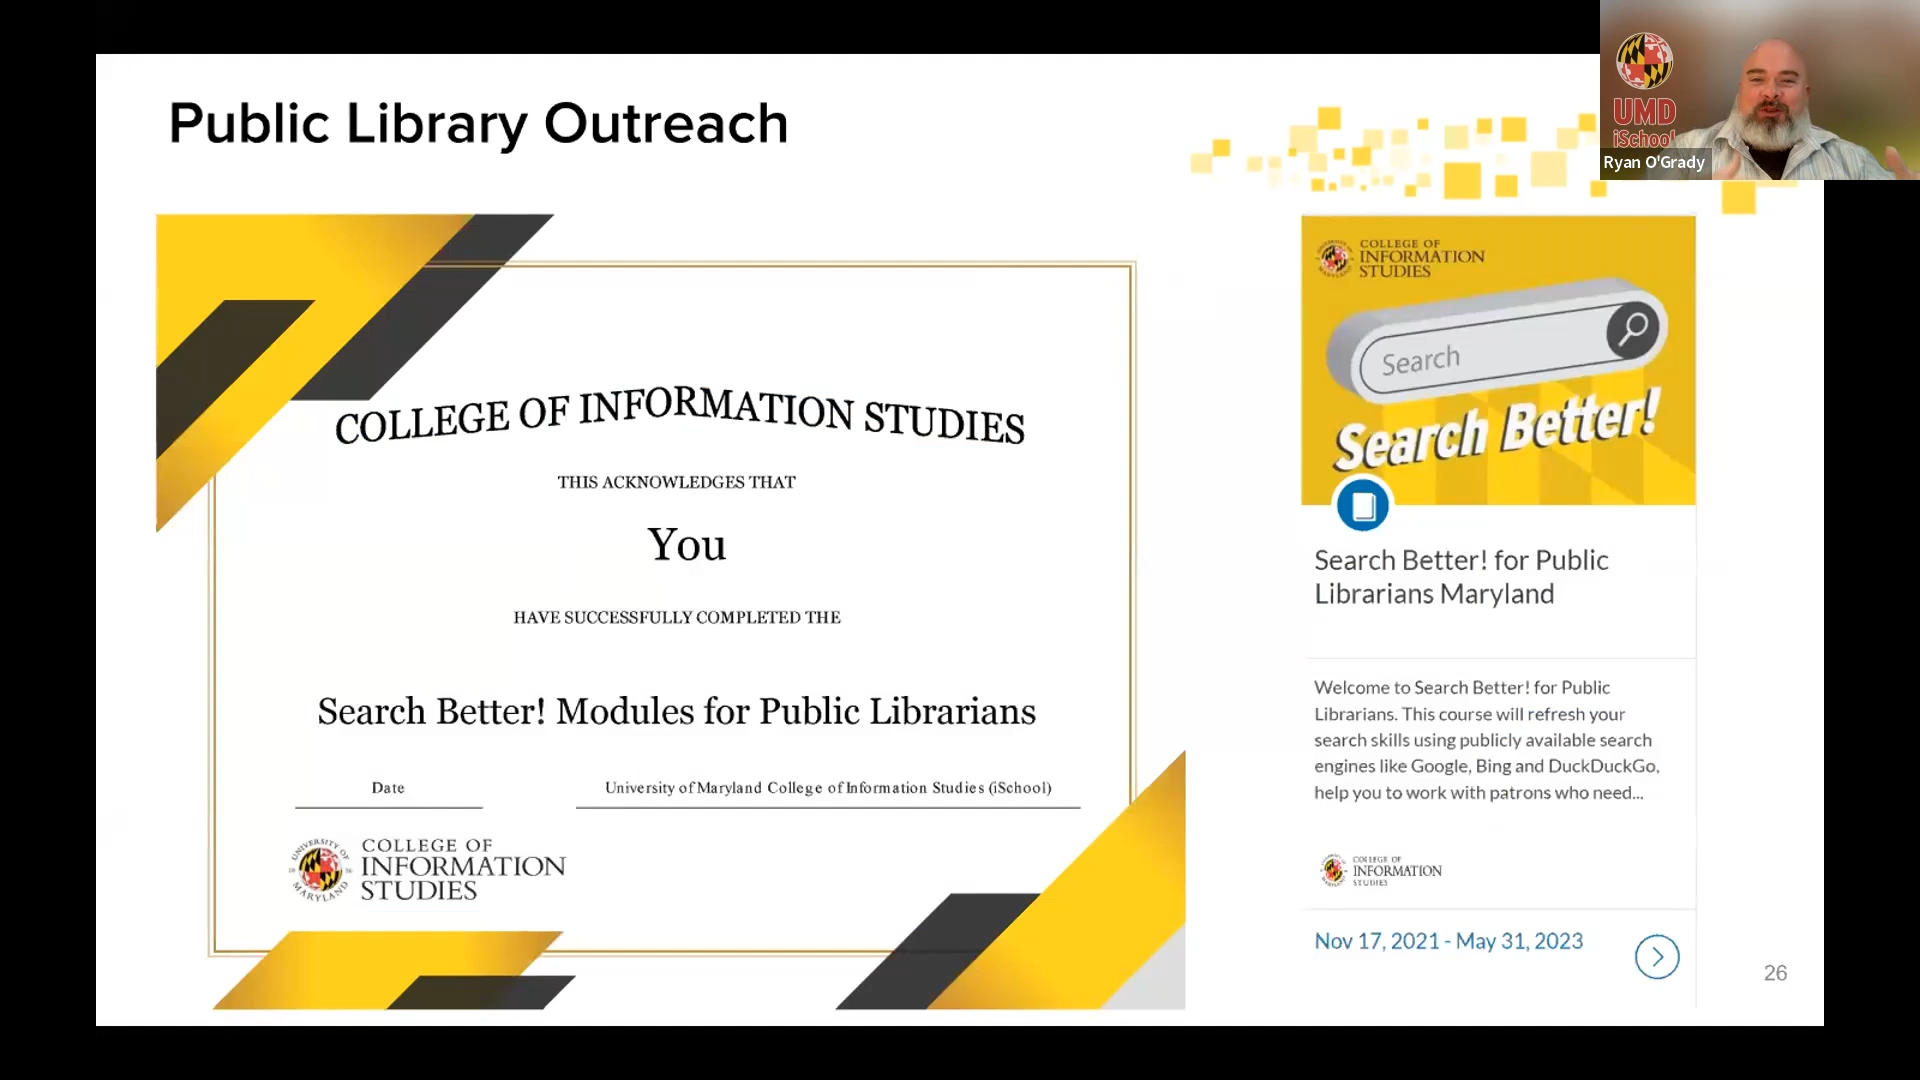 Public Library Outreach
UMD
iSchool
Ryan O'Grady
COLLEGE OF INFORMATION STUDIES
THIS ACKNOWLEDGES THAT
You
HAVE SUCCESSFULLY COMPLETED THE
Search Better! Modules for Public Librarians
Date
University of Maryland College of Information Studies (iSchool)
UNIVERSITY OF
MARYLAND
COLLEGE OF
INFORMATION
STUDIES
COLLEGE OF
INFORMATION
STUDIES
Search
Search Better!
Search Better! for Public
Librarians Maryland
Welcome to Search Better! for Public
Librarians. This course will refresh your
search skills using publicly available search
engines like Google, Bing and DuckDuckGo,
help you to work with patrons who need...
COLLEGE OF
INFORMATION
STUDIES
Nov 17, 2021 - May 31, 2023
26